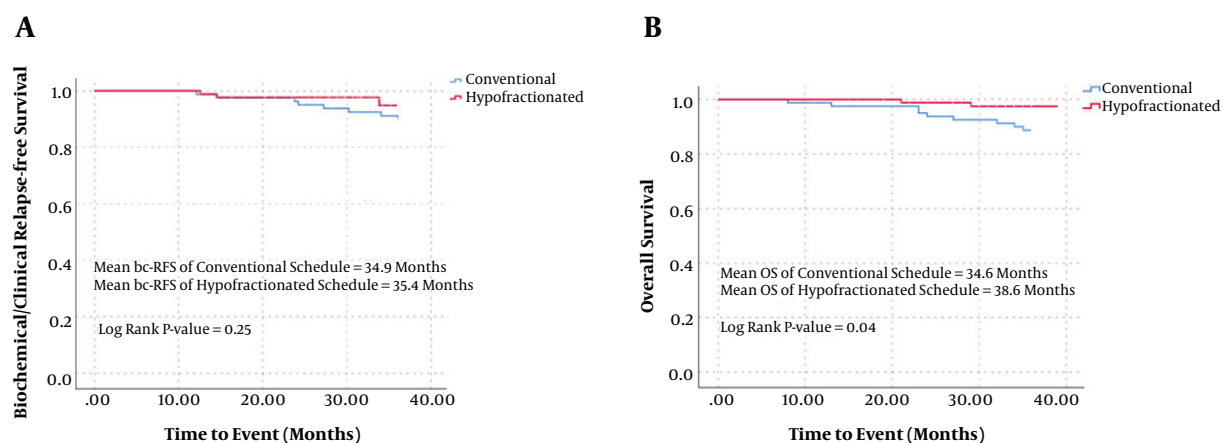 A
Conventional
Hypofractionated
Biochemical/Clinical Relapse-free Survival
1.0
0.8
0.6
0.4
0.2
0.0
Mean bc-RFS of Conventional Schedule = 34.9 Months
Mean bc-RFS of Hypofractionated Schedule = 35.4 Months
Log Rank P-value = 0.25
.00 10.00 20.00 30.00 40.00
Time to Event (Months)
B
Conventional
Hypofractionated
Overall Survival
1.0
0.8
0.6
0.4
0.2
0.0
Mean OS of Conventional Schedule = 34.6 Months
Mean OS of Hypofractionated Schedule = 38.6 Months
Log Rank P-value = 0.04
.00 10.00 20.00 30.00 40.00
Time to Event (Months)